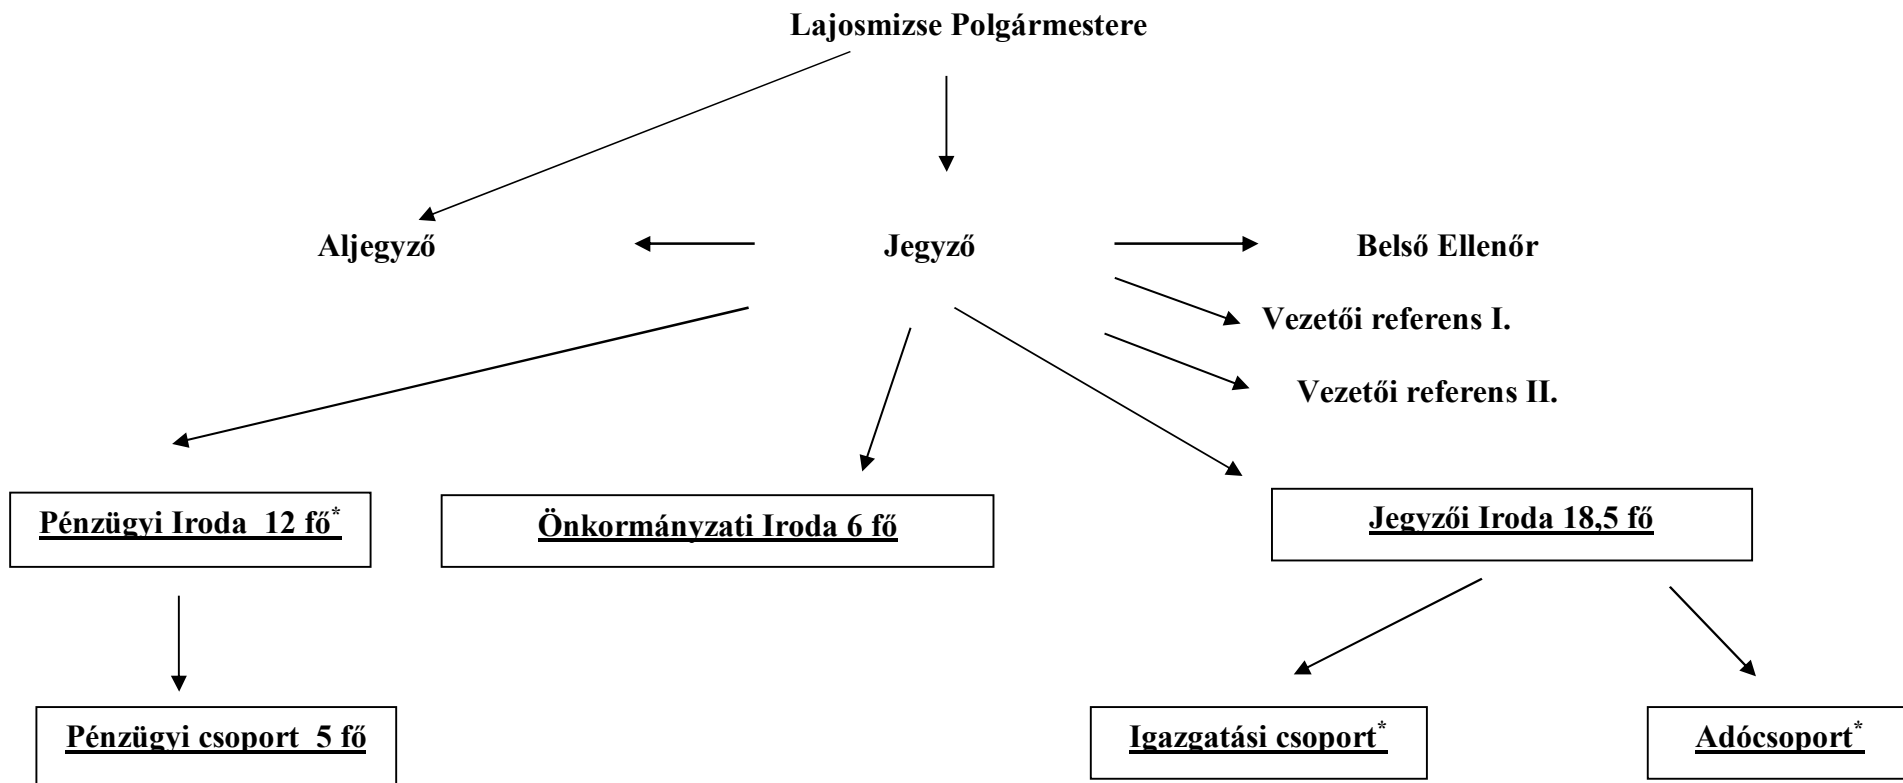 Lajosmizse Polgármestere
Aljegyző
Jegyző
Belső Ellenőr
Vezetői referens I.
Vezetői referens II.
Pénzügyi Iroda 12 fő*
Önkormányzati Iroda 6 fő
Jegyzői Iroda 18,5 fő
Pénzügyi csoport 5 fő
Igazgatási csoport*
Adócsoport*